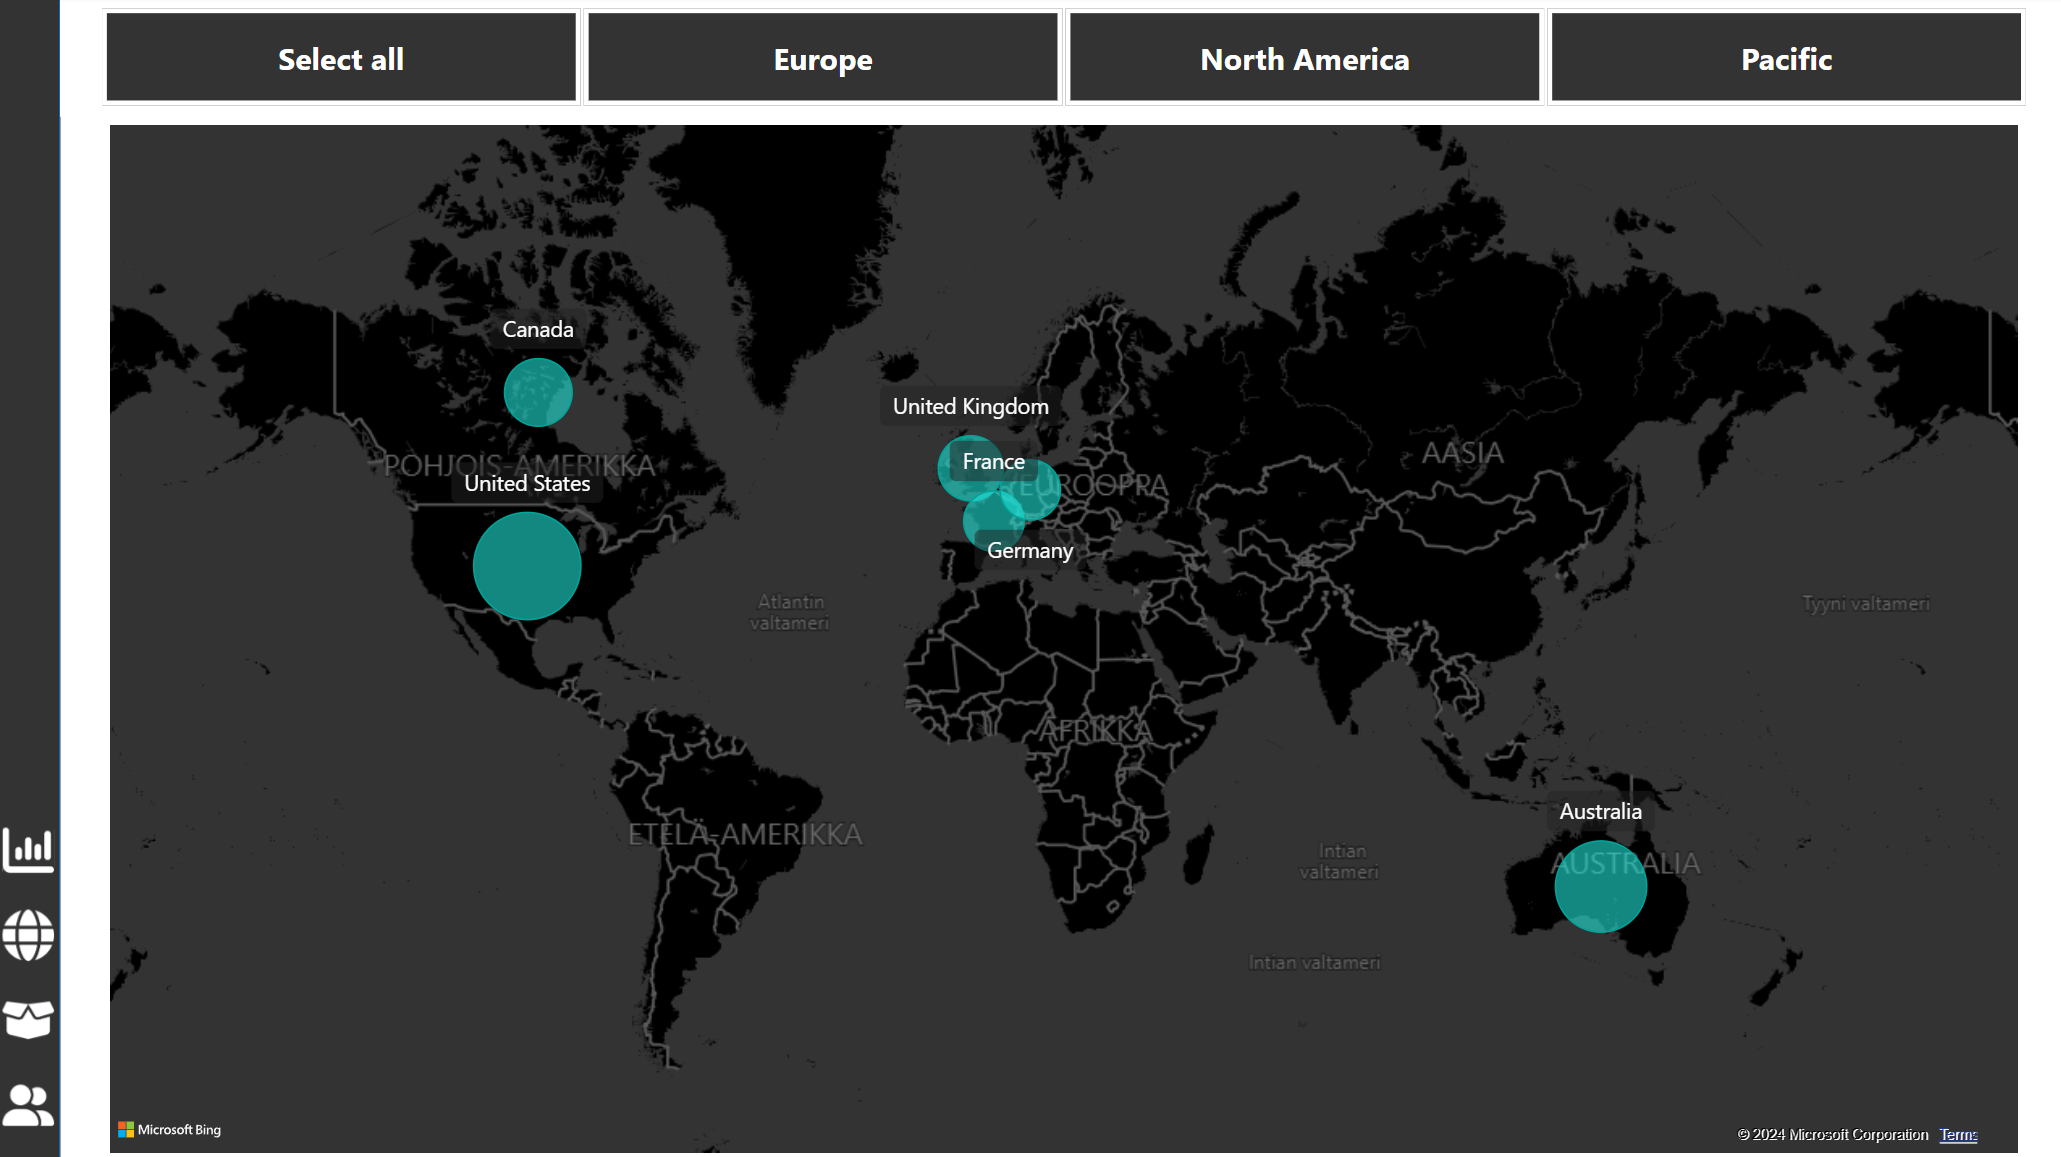 Select all
Europe
North America
Pacific
Canada
United Kingdom
POHJOIS-AMERIKKA
AASIA
France
United States
EUROOPPA
Germany
Atlantin
valtameri
Tyyni valtameri
AFRIKKA
Australia
ETELÄ-AMERIKKA
Intian
valtameri
AUSTRALIA
Intian valtameri
Microsoft Bing
© 2024 Microsoft Corporation Terms